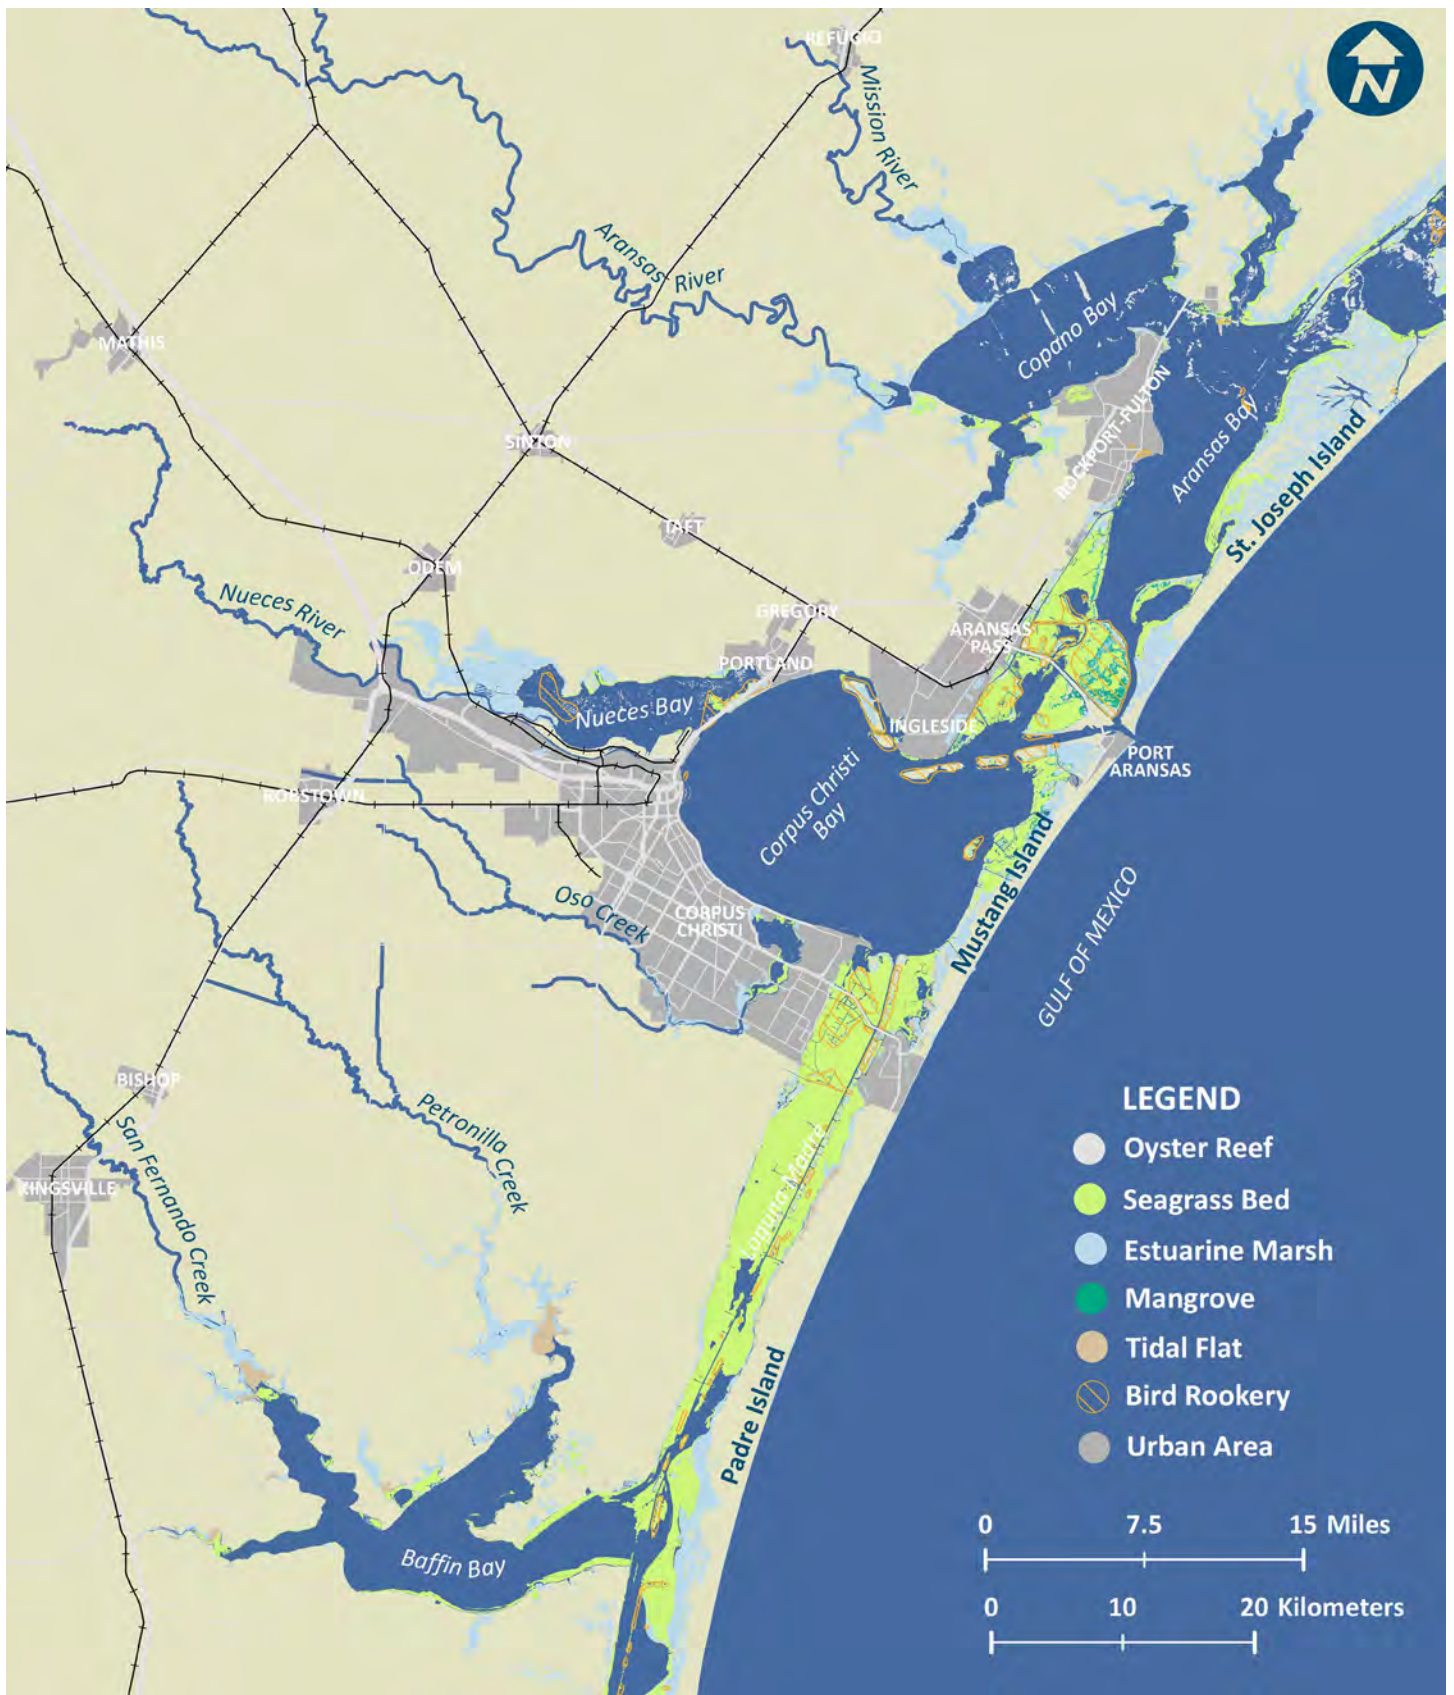 REFUGIO
N
Mission River
Aransas River
Copano Bay
MATHIS
ROCKPORT-FULTON
Aransas Bay
SINTON
St. Joseph Island
TAFT
ODEM
Nueces River
GREGORY
ARANSAS
PASS
PORTLAND
Nueces Bay
INGLESIDE
PORT
ARANSAS
ROBSTOWN
Corpus Christi
Bay
Mustang Island
Oso Creek
CORPUS
CHRISTI
GULF OF MEXICO
BISHOP
Petronilla Creek
San Fernando Creek
KINGSVILLE
Laguna Madre
Padre Island
Baffin Bay
LEGEND
Oyster Reef
Seagrass Bed
Estuarine Marsh
Mangrove
Tidal Flat
Bird Rookery
Urban Area
0 7.5 15 Miles
0 10 20 Kilometers